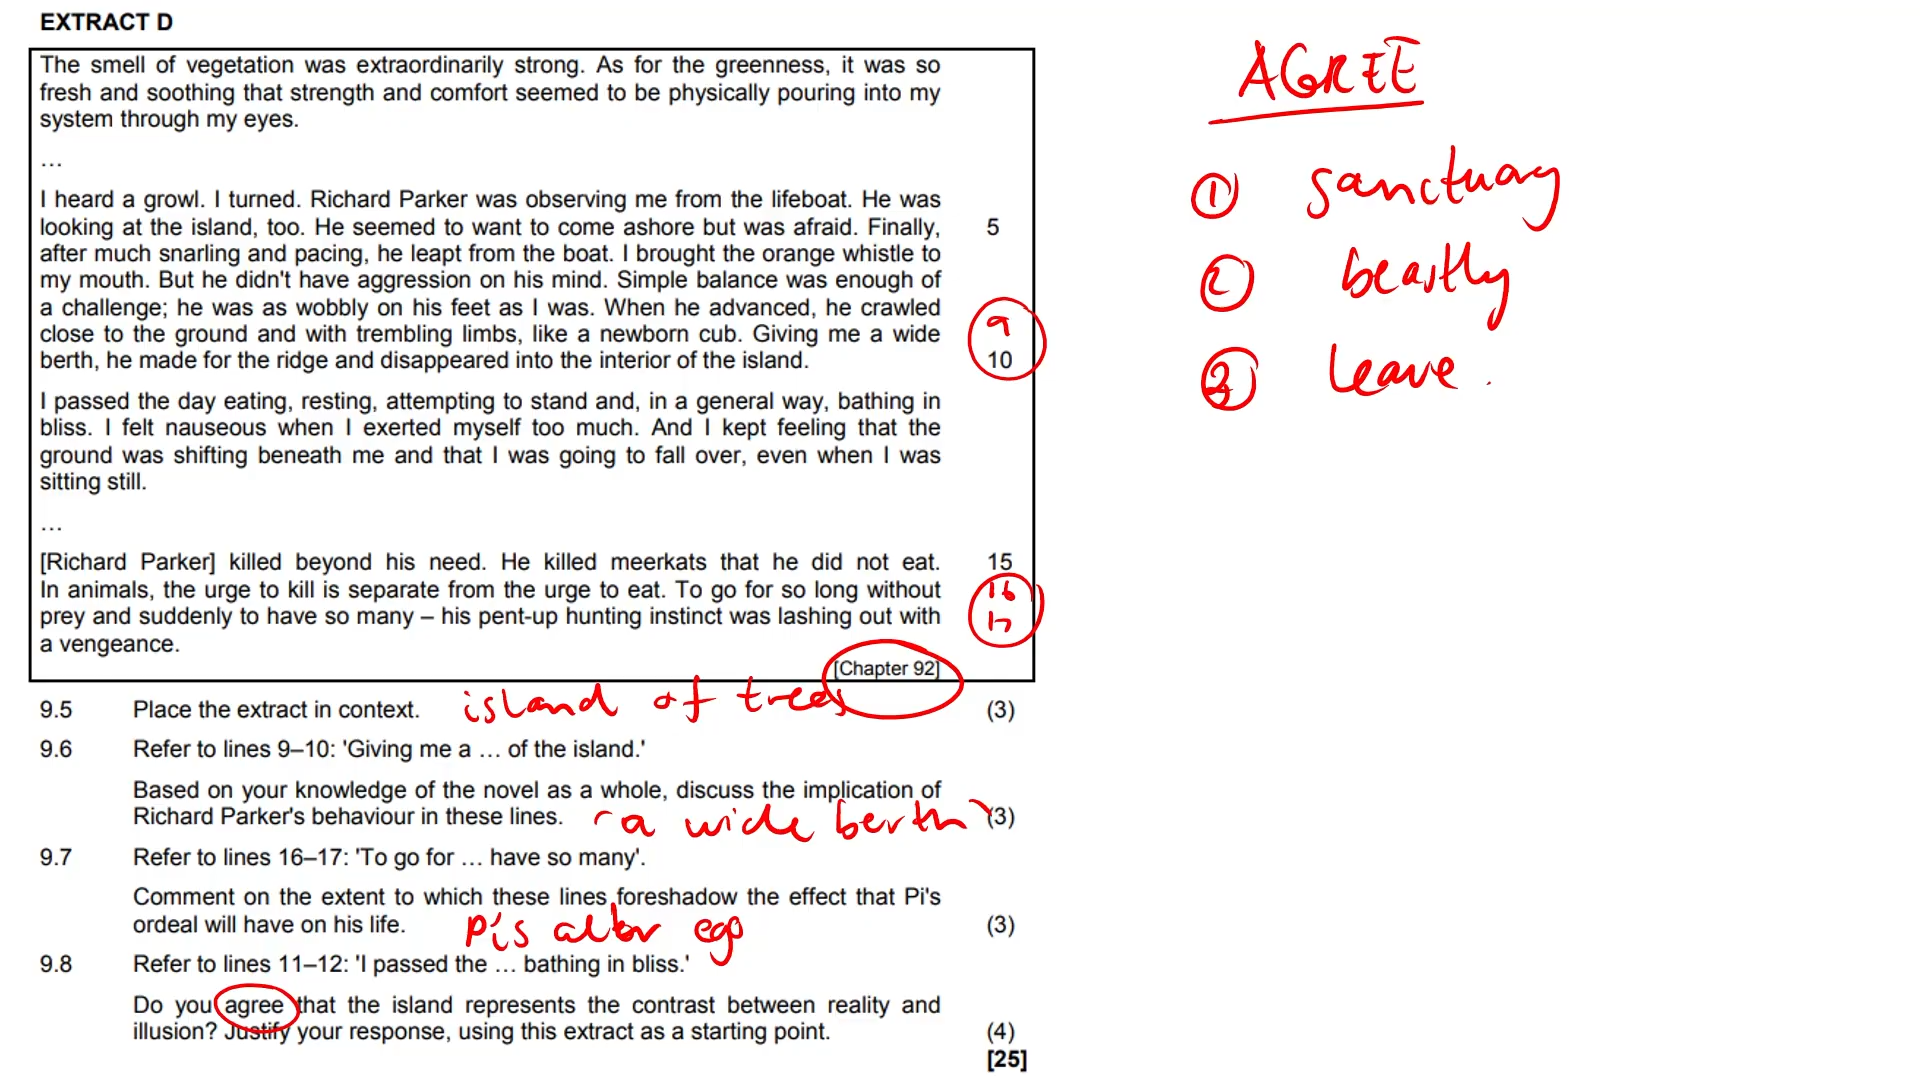 EXTRACT D
The smell of vegetation was extraordinarily strong. As for the greenness, it was so
fresh and soothing that strength and comfort seemed to be physically pouring into my
system through my eyes.
…
I heard a growl. I turned. Richard Parker was observing me from the lifeboat. He was
looking at the island, too. He seemed to want to come ashore but was afraid. Finally, 5
after much snarling and pacing, he leapt from the boat. I brought the orange whistle to
my mouth. But he didn't have aggression on his mind. Simple balance was enough of
a challenge; he was as wobbly on his feet as I was. When he advanced, he crawled
close to the ground and with trembling limbs, like a newborn cub. Giving me a wide 9
berth, he made for the ridge and disappeared into the interior of the island. 10
I passed the day eating, resting, attempting to stand and, in a general way, bathing in
bliss. I felt nauseous when I exerted myself too much. And I kept feeling that the
ground was shifting beneath me and that I was going to fall over, even when I was
sitting still.
…
[Richard Parker] killed beyond his need. He killed meerkats that he did not eat. 15
In animals, the urge to kill is separate from the urge to eat. To go for so long without 16
prey and suddenly to have so many – his pent-up hunting instinct was lashing out with 17
a vengeance.
[Chapter 92]
9.5 Place the extract in context. island of trees (3)
9.6 Refer to lines 9–10: 'Giving me a … of the island.'
Based on your knowledge of the novel as a whole, discuss the implication of
Richard Parker's behaviour in these lines. 'a wide berth' (3)
9.7 Refer to lines 16–17: 'To go for … have so many'.
Comment on the extent to which these lines foreshadow the effect that Pi's
ordeal will have on his life. Pi's alter ego (3)
9.8 Refer to lines 11–12: 'I passed the … bathing in bliss.'
Do you agree that the island represents the contrast between reality and
illusion? Justify your response, using this extract as a starting point. (4)
[25]
AGREE
① sanctuary
② beastly
③ leave.